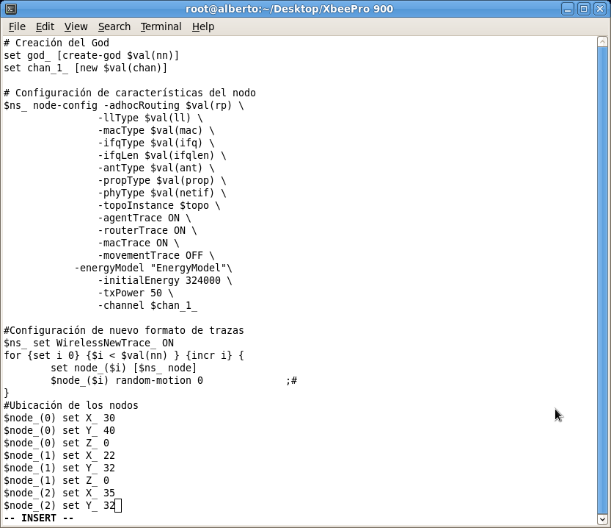 root@alberto:~/Desktop/XbeePro 900
File Edit View Search Terminal Help
# Creación del God
set god_ [create-god $val(nn)]
set chan_1_ [new $val(chan)]

# Configuración de características del nodo
$ns_ node-config -adhocRouting $val(rp) \
                -llType $val(ll) \
                -macType $val(mac) \
                -ifqType $val(ifq) \
                -ifqLen $val(ifqlen) \
                -antType $val(ant) \
                -propType $val(prop) \
                -phyType $val(netif) \
                -topoInstance $topo \
                -agentTrace ON \
                -routerTrace ON \
                -macTrace ON \
                -movementTrace OFF \
            -energyModel "EnergyModel"\
                -initialEnergy 324000 \
                -txPower 50 \
                -channel $chan_1_

#Configuración de nuevo formato de trazas
$ns_ set WirelessNewTrace_ ON
for {set i 0} {$i < $val(nn) } {incr i} {
        set node_($i) [$ns_ node]
        $node_($i) random-motion 0              ;#
}
#Ubicación de los nodos
$node_(0) set X_ 30
$node_(0) set Y_ 40
$node_(0) set Z_ 0
$node_(1) set X_ 22
$node_(1) set Y_ 32
$node_(1) set Z_ 0
$node_(2) set X_ 35
$node_(2) set Y_ 32
-- INSERT --